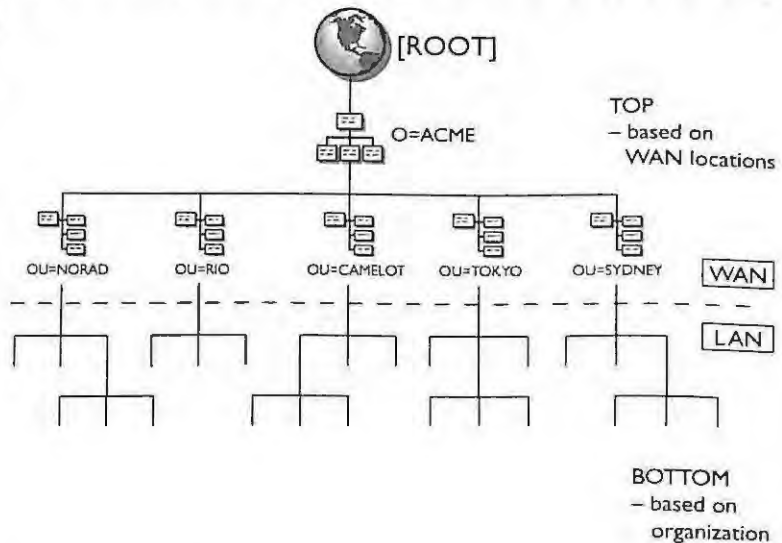 [ROOT]
TOP
– based on
WAN locations
O=ACME
OU=NORAD
OU=RIO
OU=CAMELOT
OU=TOKYO
OU=SYDNEY
WAN
LAN
BOTTOM
– based on
organization